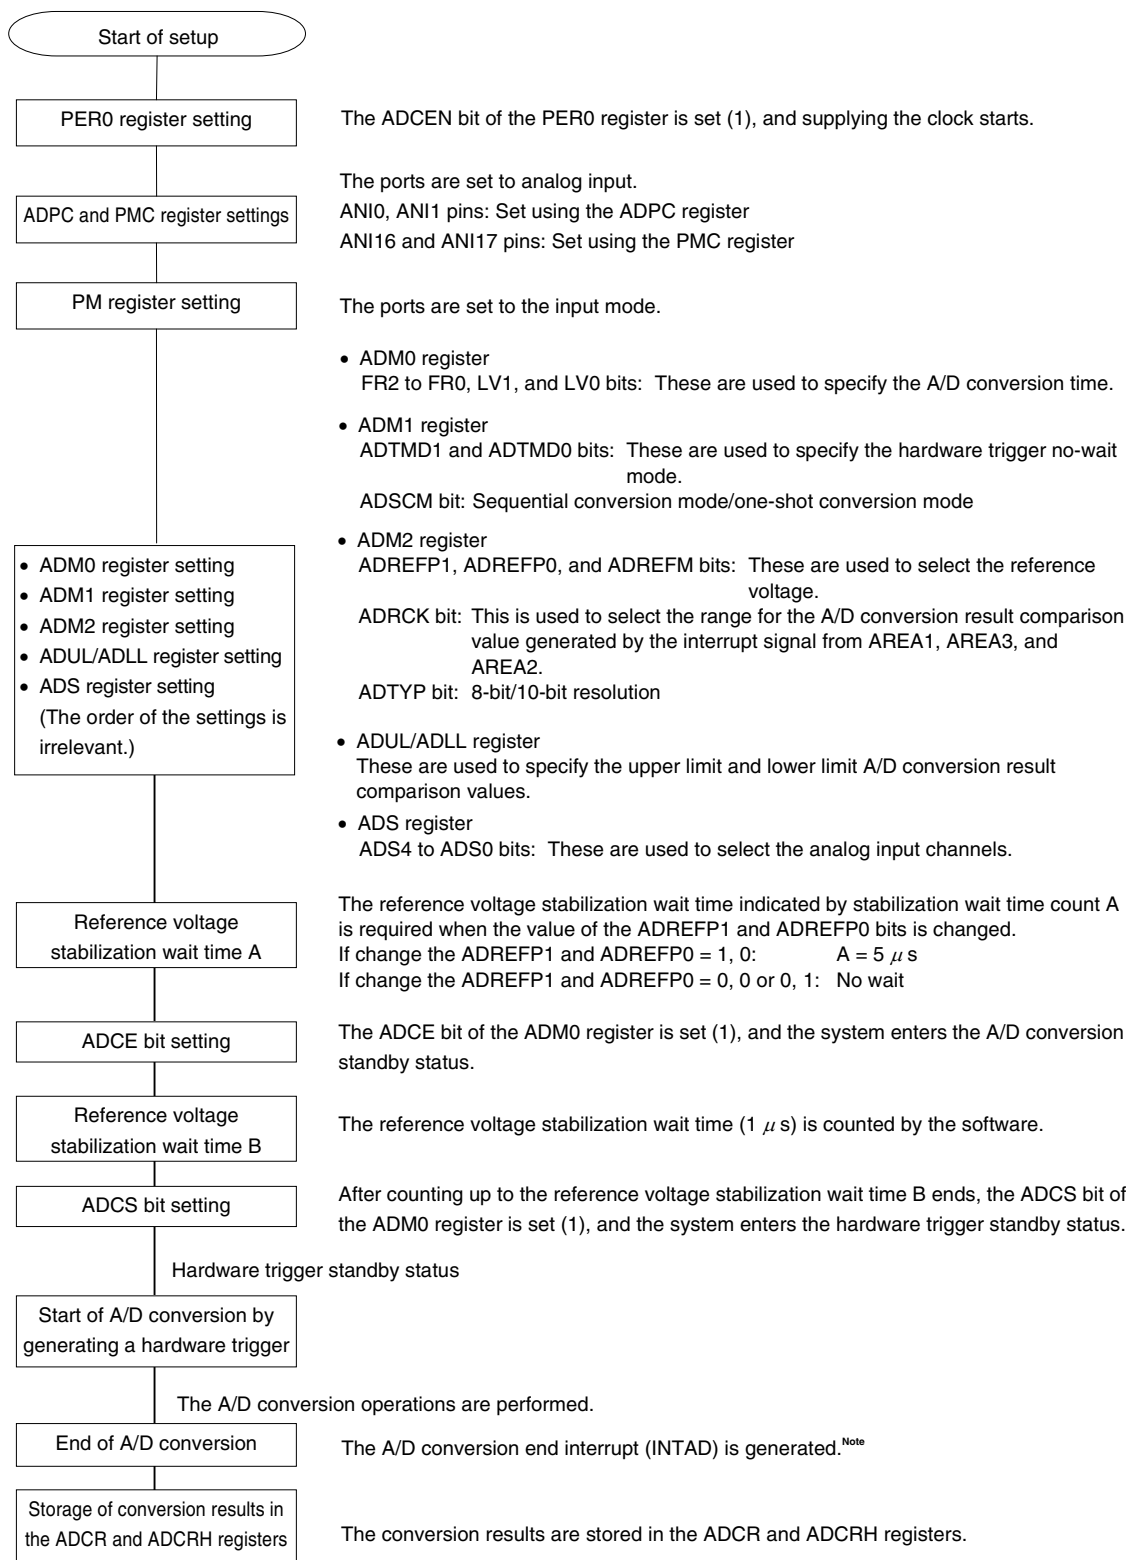 Start of setup
PER0 register setting
The ADCEN bit of the PER0 register is set (1), and supplying the clock starts.
ADPC and PMC register settings
The ports are set to analog input.
ANI0, ANI1 pins: Set using the ADPC register
ANI16 and ANI17 pins: Set using the PMC register
PM register setting
The ports are set to the input mode.
• ADM0 register setting
• ADM1 register setting
• ADM2 register setting
• ADUL/ADLL register setting
• ADS register setting
(The order of the settings is
irrelevant.)
• ADM0 register
FR2 to FR0, LV1, and LV0 bits: These are used to specify the A/D conversion time.
• ADM1 register
ADTMD1 and ADTMD0 bits: These are used to specify the hardware trigger no-wait
mode.
ADSCM bit: Sequential conversion mode/one-shot conversion mode
• ADM2 register
ADREFP1, ADREFP0, and ADREFM bits: These are used to select the reference
voltage.
ADRCK bit: This is used to select the range for the A/D conversion result comparison
value generated by the interrupt signal from AREA1, AREA3, and
AREA2.
ADTYP bit: 8-bit/10-bit resolution
• ADUL/ADLL register
These are used to specify the upper limit and lower limit A/D conversion result
comparison values.
• ADS register
ADS4 to ADS0 bits: These are used to select the analog input channels.
Reference voltage
stabilization wait time A
The reference voltage stabilization wait time indicated by stabilization wait time count A
is required when the value of the ADREFP1 and ADREFP0 bits is changed.
If change the ADREFP1 and ADREFP0 = 1, 0: A = 5 μ s
If change the ADREFP1 and ADREFP0 = 0, 0 or 0, 1: No wait
ADCE bit setting
The ADCE bit of the ADM0 register is set (1), and the system enters the A/D conversion
standby status.
Reference voltage
stabilization wait time B
The reference voltage stabilization wait time (1 μ s) is counted by the software.
ADCS bit setting
After counting up to the reference voltage stabilization wait time B ends, the ADCS bit of
the ADM0 register is set (1), and the system enters the hardware trigger standby status.
Hardware trigger standby status
Start of A/D conversion by
generating a hardware trigger
The A/D conversion operations are performed.
End of A/D conversion
The A/D conversion end interrupt (INTAD) is generated.Note
Storage of conversion results in
the ADCR and ADCRH registers
The conversion results are stored in the ADCR and ADCRH registers.